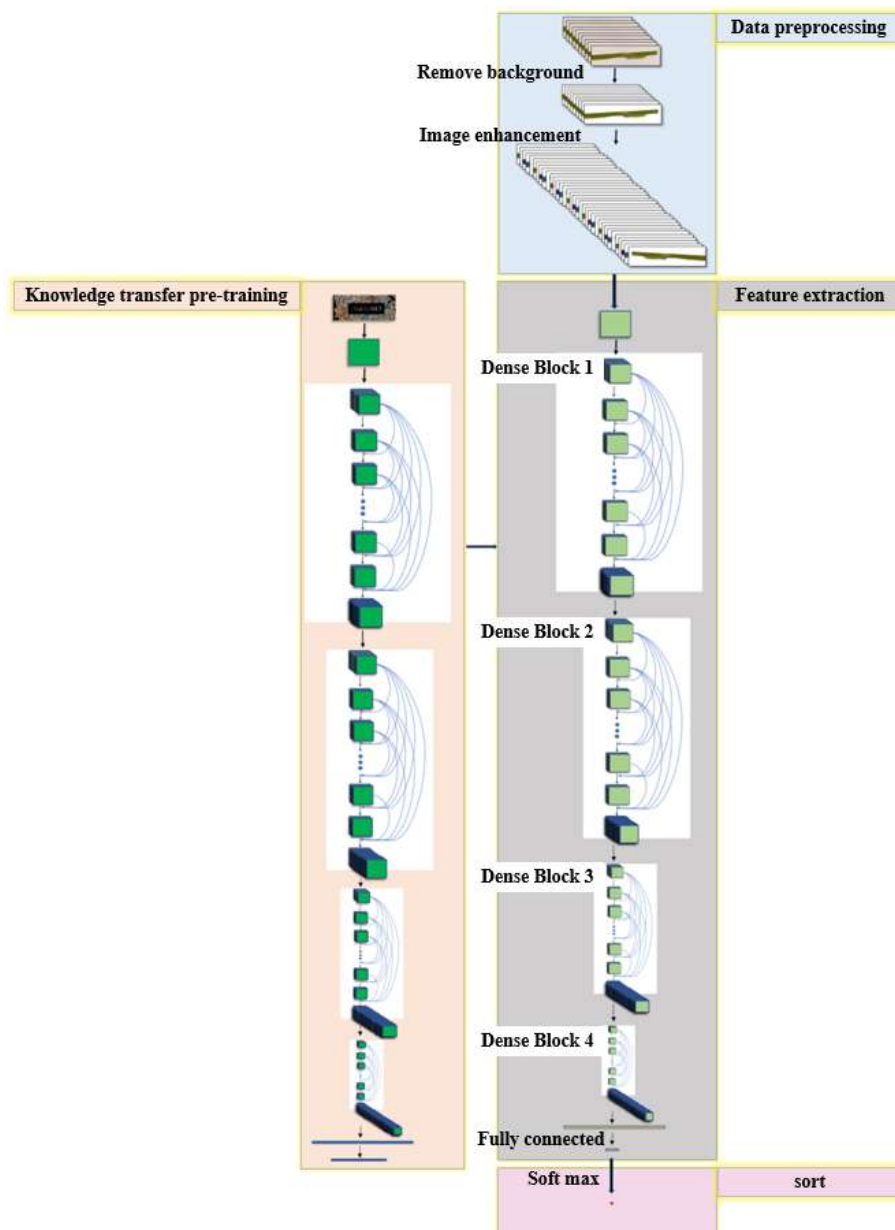 Data preprocessing
Remove background
Image enhancement
Knowledge transfer pre-training
Feature extraction
Dense Block 1
Dense Block 2
Dense Block 3
Dense Block 4
Fully connected
Soft max
sort